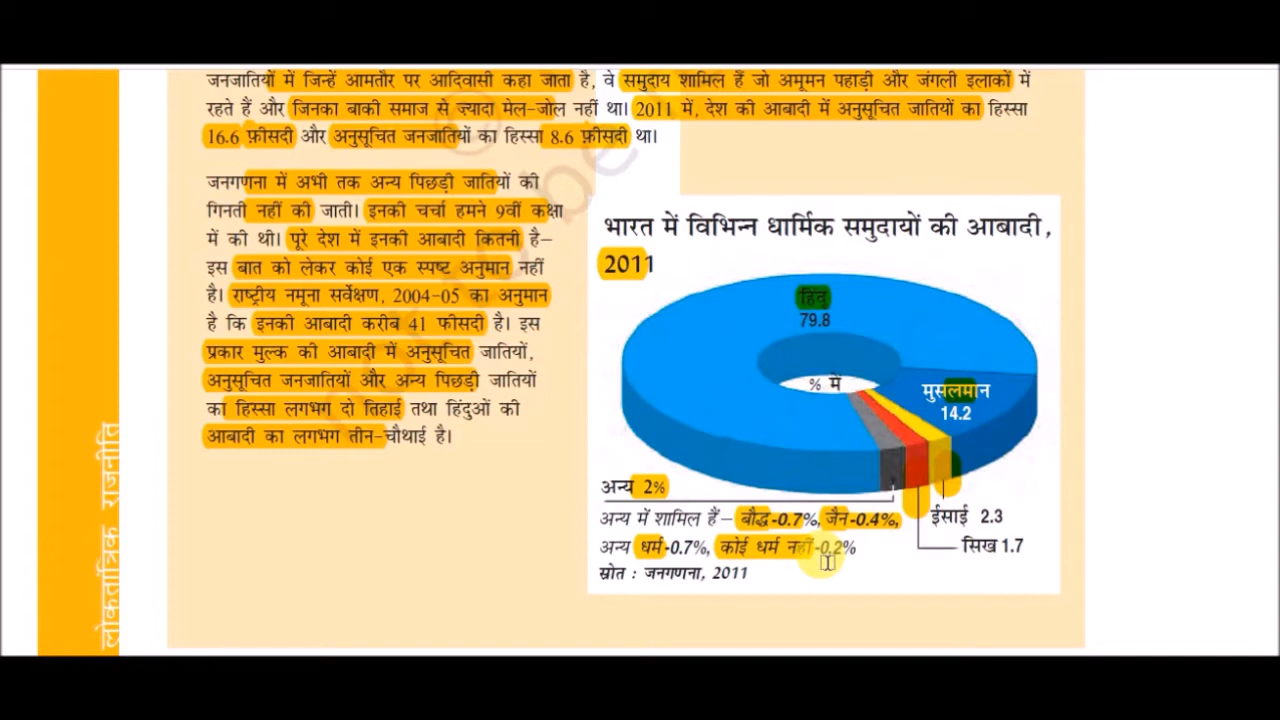 जनजातियों में जिन्हें आमतौर पर आदिवासी कहा जाता है, वे समुदाय शामिल हैं जो अमूमन पहाड़ी और जंगली इलाकों में
रहते हैं और जिनका बाकी समाज से ज्यादा मेल-जोल नहीं था। 2011 में, देश की आबादी में अनुसूचित जातियों का हिस्सा
16.6 फ़ीसदी और अनुसूचित जनजातियों का हिस्सा 8.6 फ़ीसदी था।
जनगणना में अभी तक अन्य पिछड़ी जातियों की
गिनती नहीं की जाती। इनकी चर्चा हमने 9वीं कक्षा
में की थी। पूरे देश में इनकी आबादी कितनी है–
इस बात को लेकर कोई एक स्पष्ट अनुमान नहीं
है। राष्ट्रीय नमूना सर्वेक्षण, 2004-05 का अनुमान
है कि इनकी आबादी करीब 41 फीसदी है। इस
प्रकार मुल्क की आबादी में अनुसूचित जातियों,
अनुसूचित जनजातियों और अन्य पिछड़ी जातियों
का हिस्सा लगभग दो तिहाई तथा हिंदुओं की
आबादी का लगभग तीन-चौथाई है।
लोकतांत्रिक राजनीति
भारत में विभिन्न धार्मिक समुदायों की आबादी,
2011
हिंदू
79.8
% में
मुसलमान
14.2
अन्य 2%
अन्य में शामिल हैं– बौद्ध-0.7%, जैन-0.4%,
अन्य धर्म-0.7%, कोई धर्म नहीं-0.2%
ईसाई 2.3
सिख 1.7
स्रोत : जनगणना, 2011